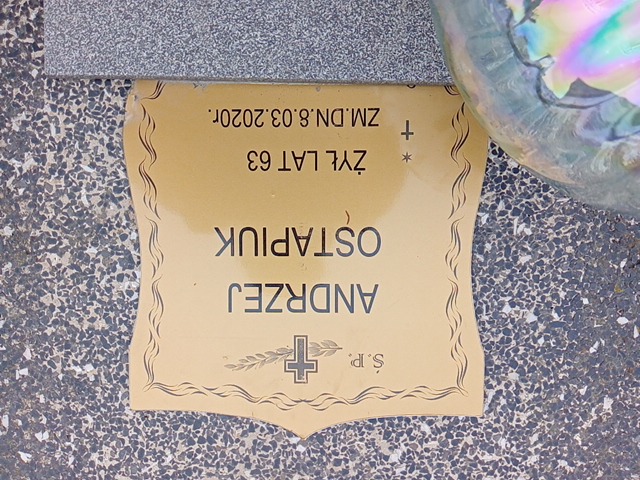 Ś. P.
ANDRZEJ
OSTAPIUK
* ŻYŁ LAT 63
✝ ZM.DN.8.03.2020r.